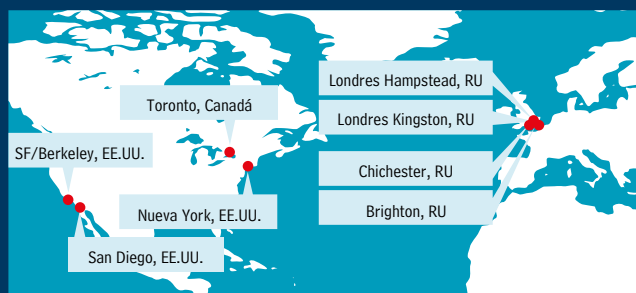 Londres Hampstead, RU
Toronto, Canadá
Londres Kingston, RU
SF/Berkeley, EE.UU.
Chichester, RU
Nueva York, EE.UU.
Brighton, RU
San Diego, EE.UU.